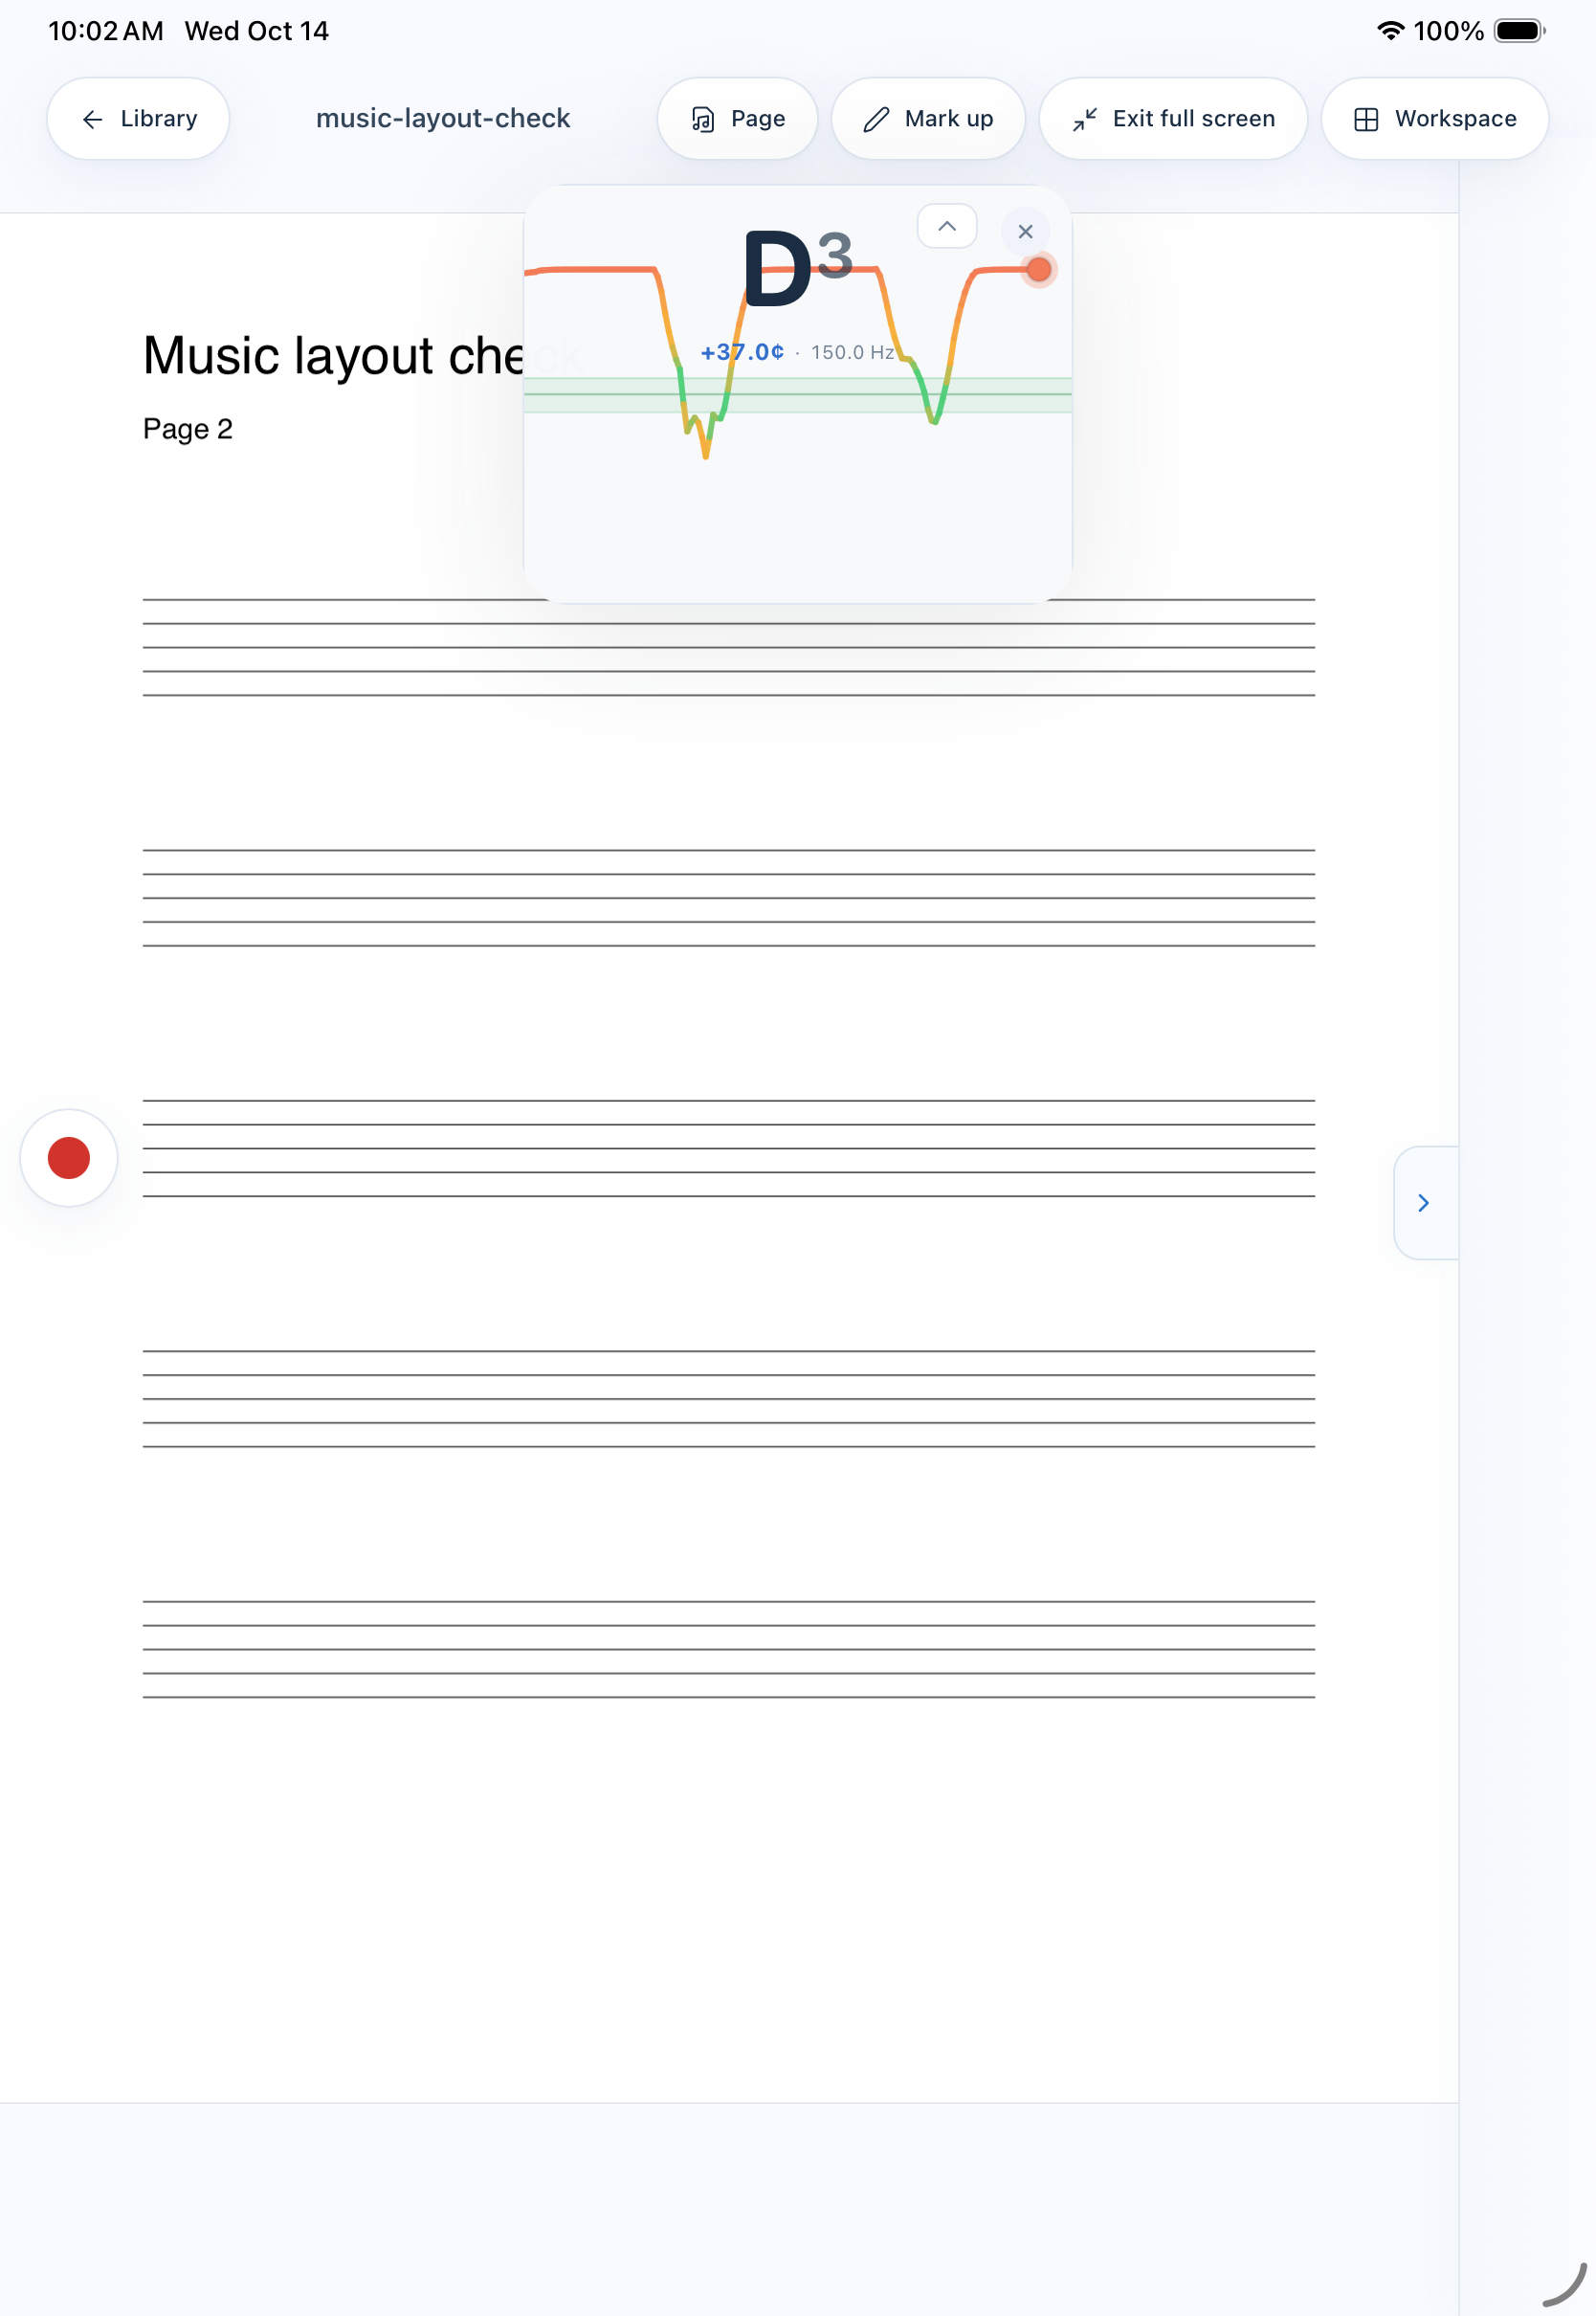 10:02 AM Wed Oct 14 100%
Library music-layout-check Page Mark up Exit full screen Workspace
D3
+37.0¢ · 150.0 Hz
Music layout check
Page 2